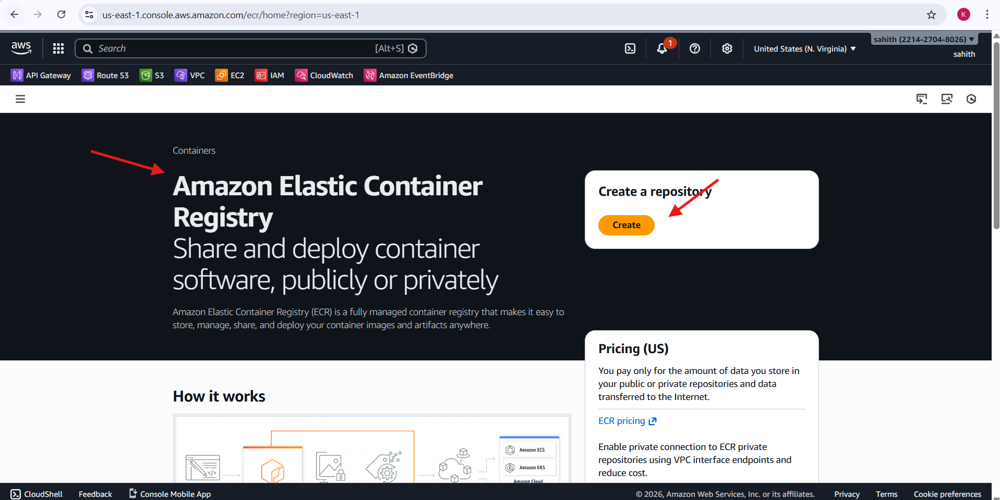 us-east-1.console.aws.amazon.com/ecr/home?region=us-east-1
K
aws
Search
[Alt+S]
1
United States (N. Virginia)
sahith (2214-2704-8026)
sahith
API Gateway
Route 53
S3
VPC
EC2
IAM
CloudWatch
Amazon EventBridge
Containers
Amazon Elastic Container
Registry
Share and deploy container
software, publicly or privately
Amazon Elastic Container Registry (ECR) is a fully managed container registry that makes it easy to
store, manage, share, and deploy your container images and artifacts anywhere.
Create a repository
Create
Pricing (US)
You pay only for the amount of data you store in
your public or private repositories and data
transferred to the Internet.
ECR pricing
Enable private connection to ECR private
repositories using VPC interface endpoints and
reduce cost.
How it works
Amazon ECS
Amazon EKS
Amazon Cloud
CloudShell
Feedback
Console Mobile App
© 2026, Amazon Web Services, Inc. or its affiliates.
Privacy
Terms
Cookie preferences